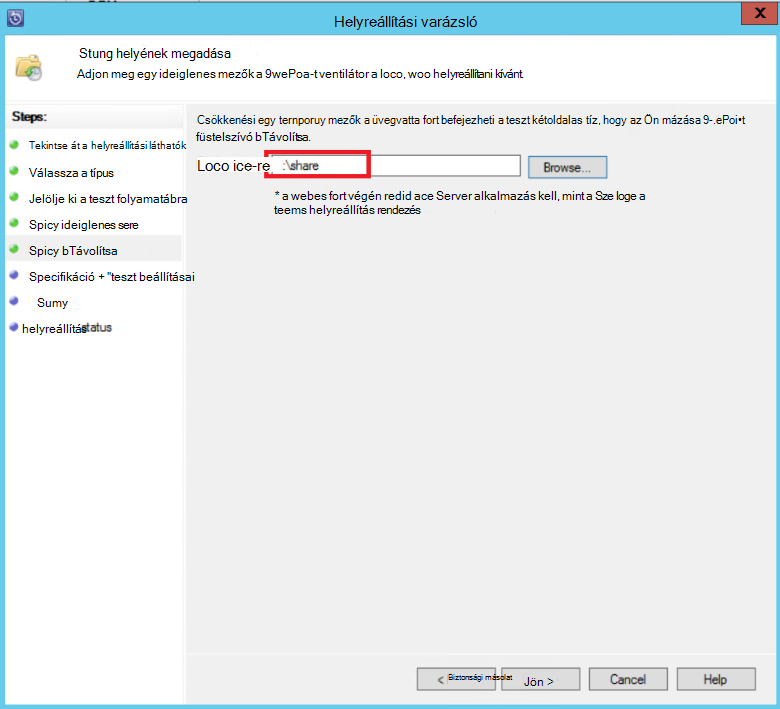 Helyreállítási varázsló
X
Stung helyének megadása
Adjon meg egy ideiglenes mezők a 9wePoa-t ventilátor a loco, woo helyreállítani kívánt
Steps:
Tekintse át a helyreállítási láthatók
Válassza a típus
Jelölje ki a teszt folyamatábra
Spicy ideiglenes sere
Spicy bTávolítsa
Specifikáció + "teszt beállításai
Sumy
helyreállítás status
Csökkenési egy ternporuy mezők a üvegvatta fort befejezheti a teszt kétoldalas tíz, hogy az Ön mázása 9-.ePoi•t
füstelszívó bTávolítsa.
Loco ice-re :\share Browse...
* a webes fort végén redid ace Server alkalmazás kell, mint a Sze loge a
teems helyreállítás rendezés
< Biztonsági másolat Jön > Cancel Help